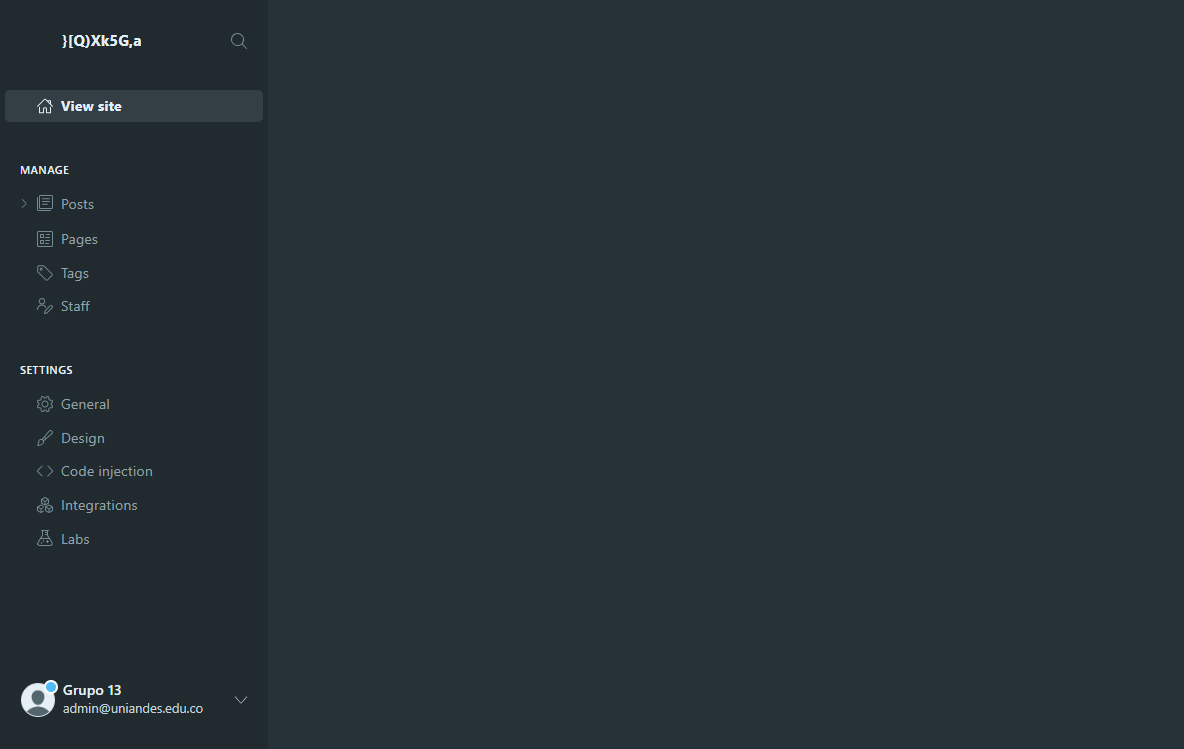 }[Q)Xk5G,a
View site
MANAGE
Posts
Pages
Tags
Staff
SETTINGS
General
Design
Code injection
Integrations
Labs
Grupo 13
admin@uniandes.edu.co